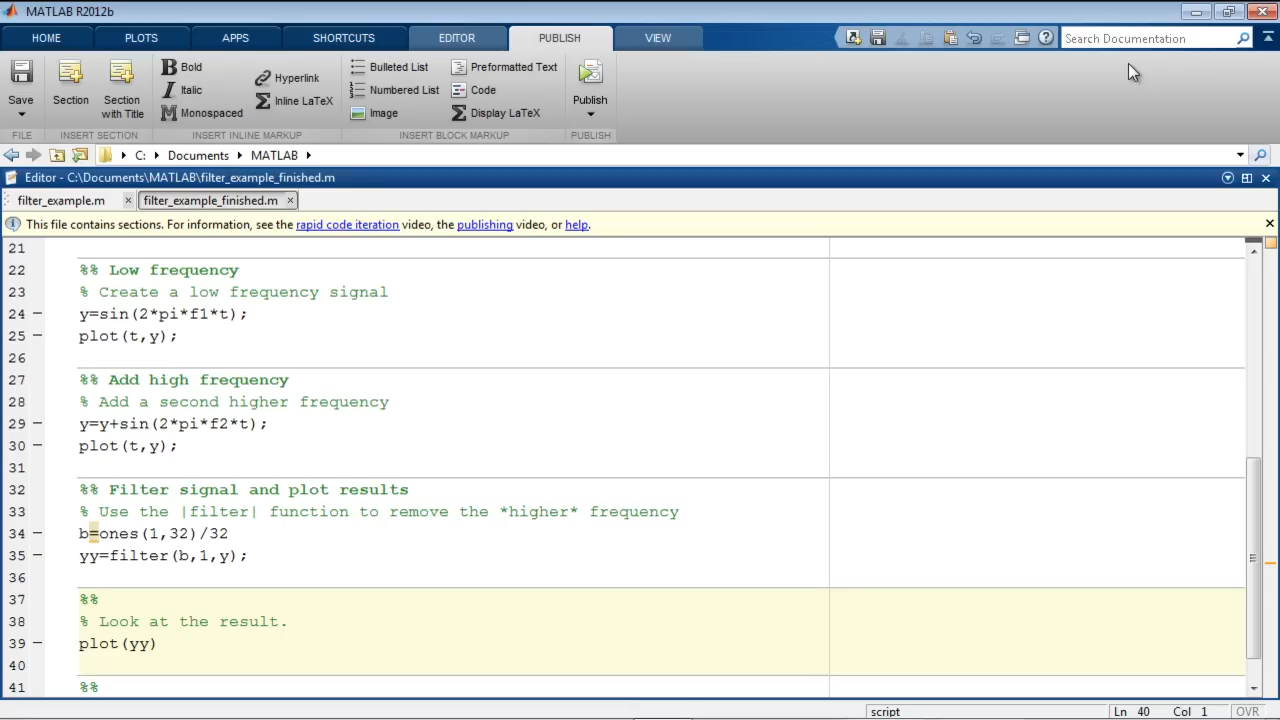 MATLAB R2012b
HOME PLOTS APPS SHORTCUTS EDITOR PUBLISH VIEW Search Documentation
Bold Hyperlink Bulleted List Preformatted Text
Italic Inline LaTeX Numbered List Code
Save Section Section with Title Monospaced Image Display LaTeX Publish
FILE INSERT SECTION INSERT INLINE MARKUP INSERT BLOCK MARKUP PUBLISH
C: Documents MATLAB
Editor - C:\Documents\MATLAB\filter_example_finished.m
filter_example.m filter_example_finished.m
This file contains sections. For information, see the rapid code iteration video, the publishing video, or help.
21
22 %% Low frequency
23 % Create a low frequency signal
24 – y=sin(2*pi*f1*t);
25 – plot(t,y);
26
27 %% Add high frequency
28 % Add a second higher frequency
29 – y=y+sin(2*pi*f2*t);
30 – plot(t,y);
31
32 %% Filter signal and plot results
33 % Use the |filter| function to remove the *higher* frequency
34 – b=ones(1,32)/32
35 – yy=filter(b,1,y);
36
37 %%
38 % Look at the result.
39 – plot(yy)
40
41 %%
script Ln 40 Col 1 OVR